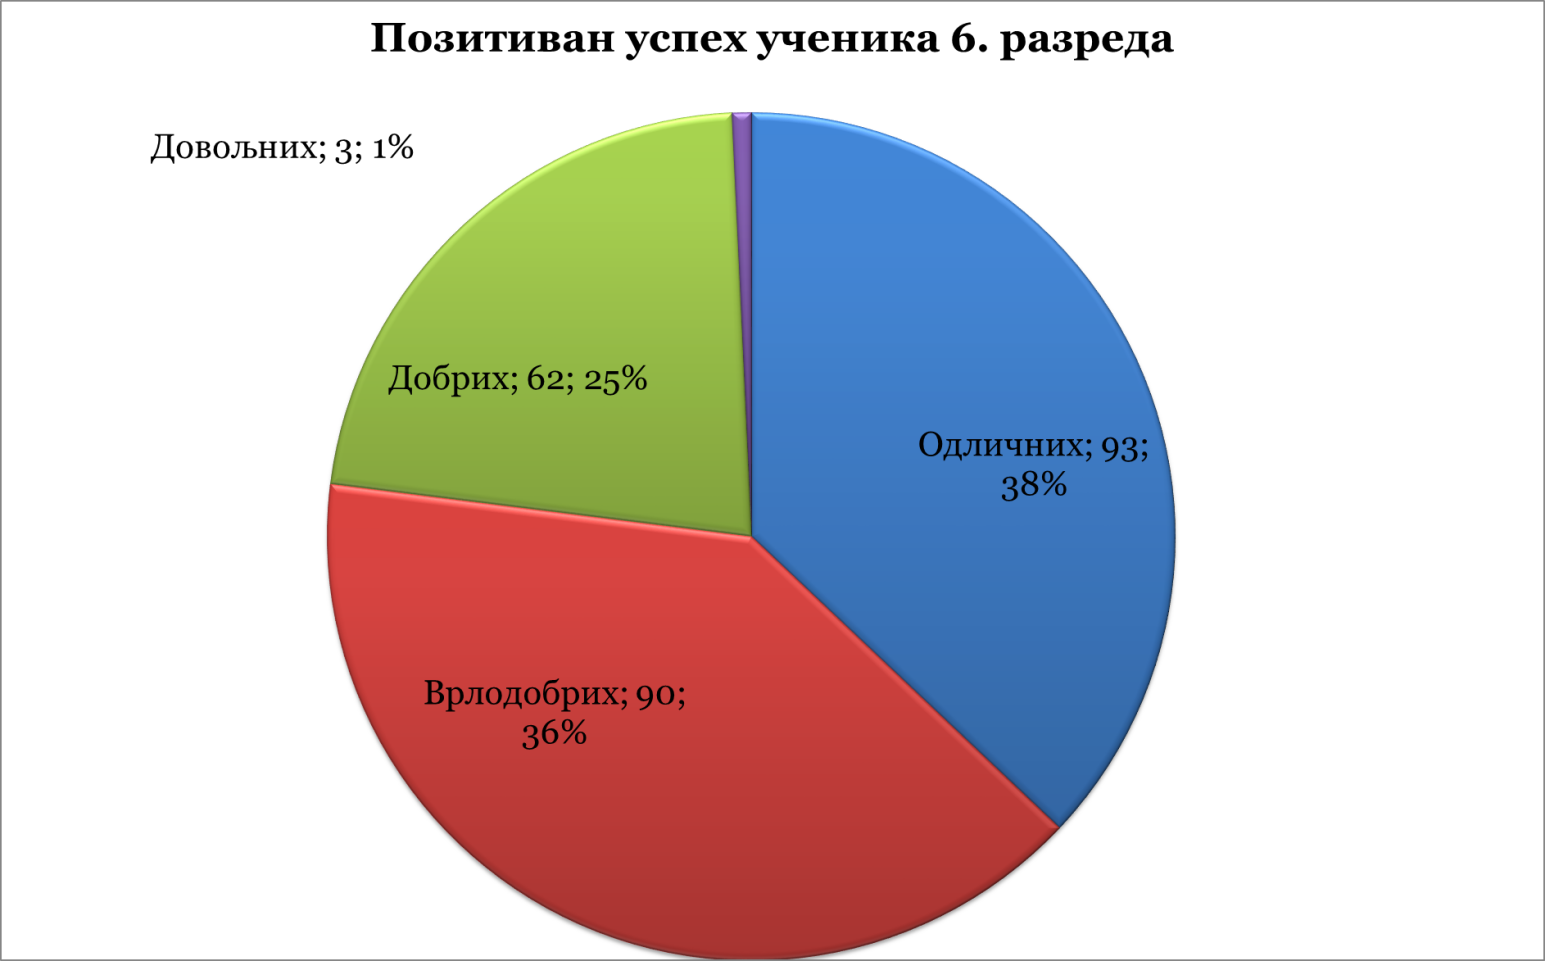 Позитиван успех ученика 6. разреда
Довољних; 3; 1%
Добрих; 62; 25%
Одличних; 93;
38%
Врлодобрих; 90;
36%